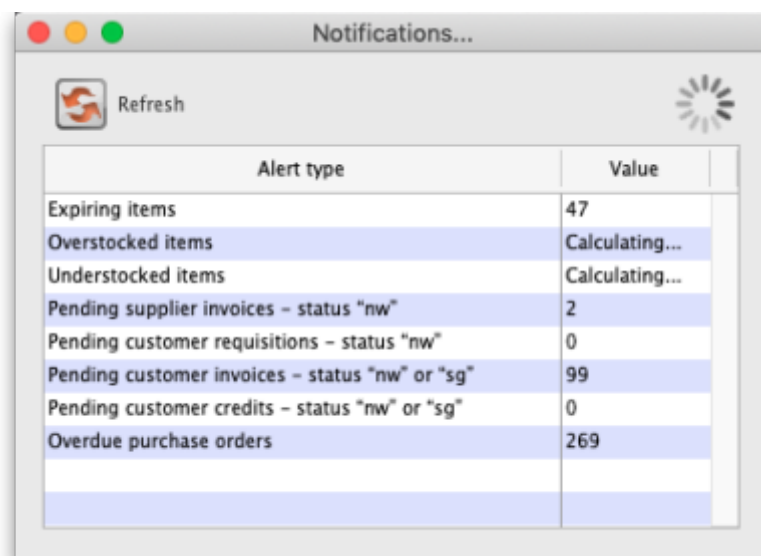 Notifications...
Refresh
Alert type Value
Expiring items 47
Overstocked items Calculating...
Understocked items Calculating...
Pending supplier invoices – status “nw” 2
Pending customer requisitions – status “nw” 0
Pending customer invoices – status “nw” or “sg” 99
Pending customer credits – status “nw” or “sg” 0
Overdue purchase orders 269